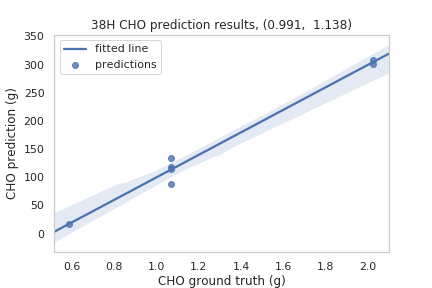 38H CHO prediction results, (0.991,  1.138)
fitted line
predictions
CHO prediction (g)
350
300
250
200
150
100
50
0
0.6 0.8 1.0 1.2 1.4 1.6 1.8 2.0
CHO ground truth (g)